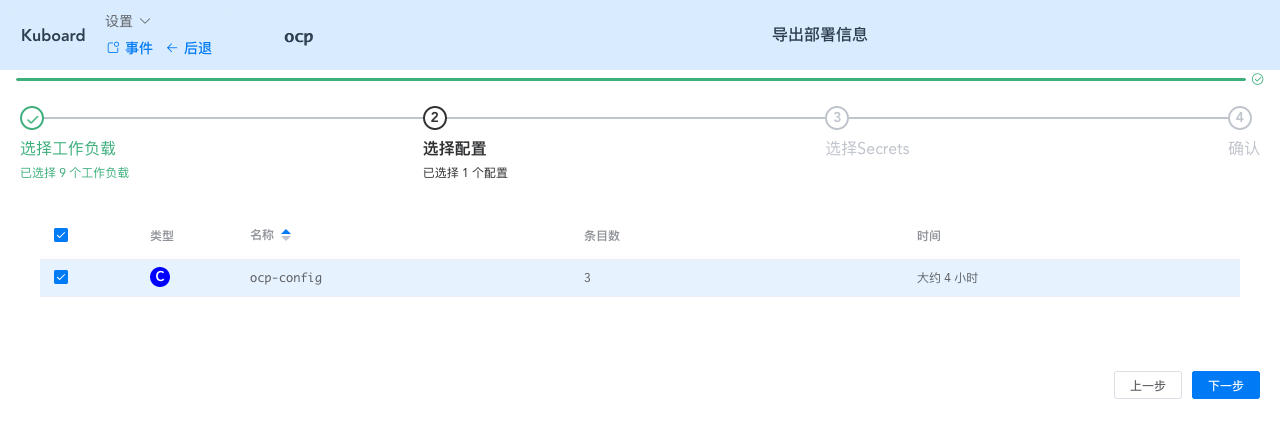 Kuboard
设置
事件 后退
ocp
导出部署信息
2 3 4
选择工作负载 选择配置 选择Secrets 确认
已选择 9 个工作负载 已选择 1 个配置
类型 名称 条目数 时间
C ocp-config 3 大约 4 小时
上一步 下一步